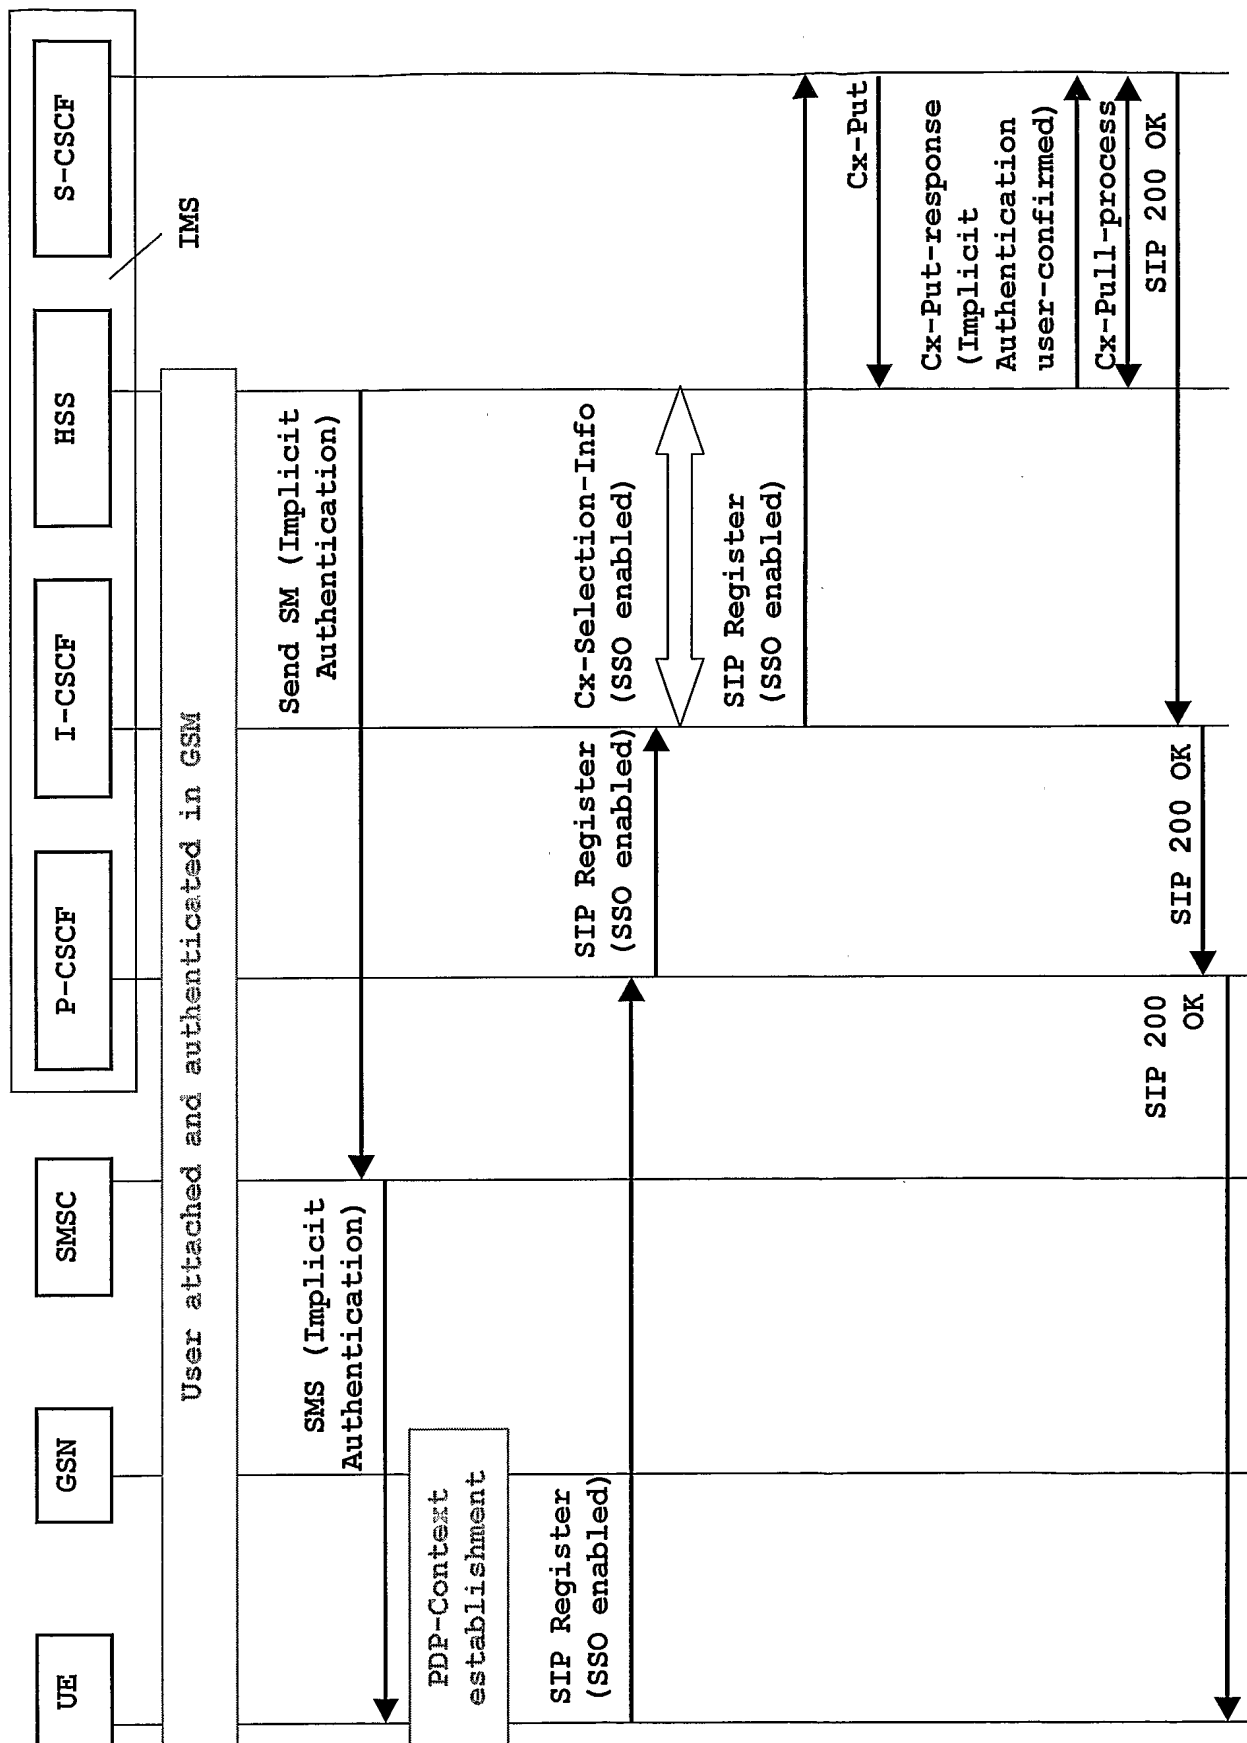 UE
GSN
SMSC
P-CSCF
I-CSCF
HSS
S-CSCF
IMS
User attached and authenticated in GSM
Send SM (Implicit
Authentication)
SMS (Implicit
Authentication)
PDP-Context
establishment
SIP Register
(SSO enabled)
SIP Register
(SSO enabled)
Cx-Selection-Info
(SSO enabled)
SIP Register
(SSO enabled)
Cx-Put
Cx-Put-response
(Implicit
Authentication
user-confirmed)
Cx-Pull-process
SIP 200 OK
SIP 200 OK
SIP 200
OK